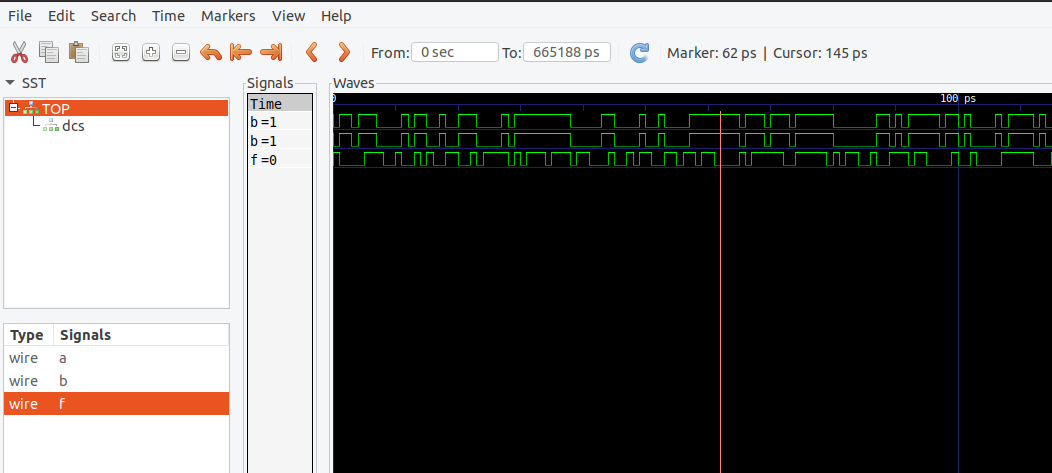 File Edit Search Time Markers View Help
From: 0 sec To: 665188 ps Marker: 62 ps | Cursor: 145 ps
SST
TOP
dcs
Type Signals
wire a
wire b
wire f
Signals
Time
b=1
b=1
f=0
Waves
0 100 ps